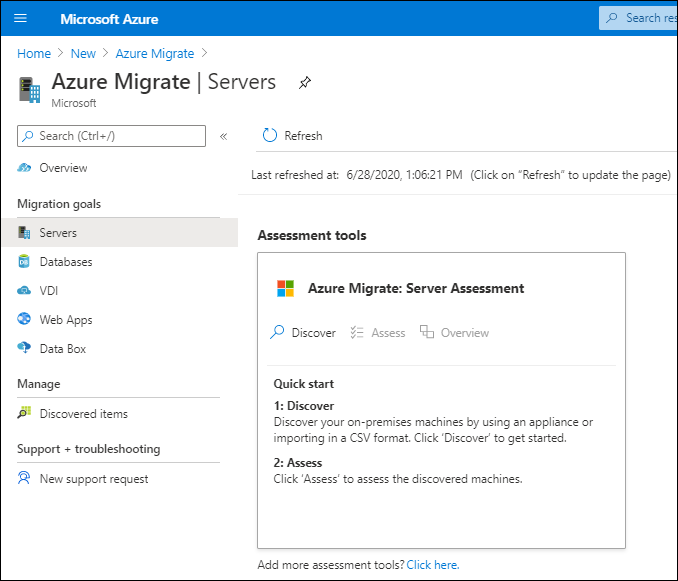 Microsoft Azure
Search res
Home > New > Azure Migrate >
Azure Migrate | Servers
Microsoft
Search (Ctrl+/)
«
Refresh
Overview
Last refreshed at: 6/28/2020, 1:06:21 PM (Click on "Refresh" to update the page)
Migration goals
Servers
Databases
VDI
Web Apps
Data Box
Manage
Discovered items
Support + troubleshooting
New support request
Assessment tools
Azure Migrate: Server Assessment
Discover Assess Overview
Quick start
1: Discover
Discover your on-premises machines by using an appliance or
importing in a CSV format. Click 'Discover' to get started.
2: Assess
Click 'Assess' to assess the discovered machines.
Add more assessment tools? Click here.